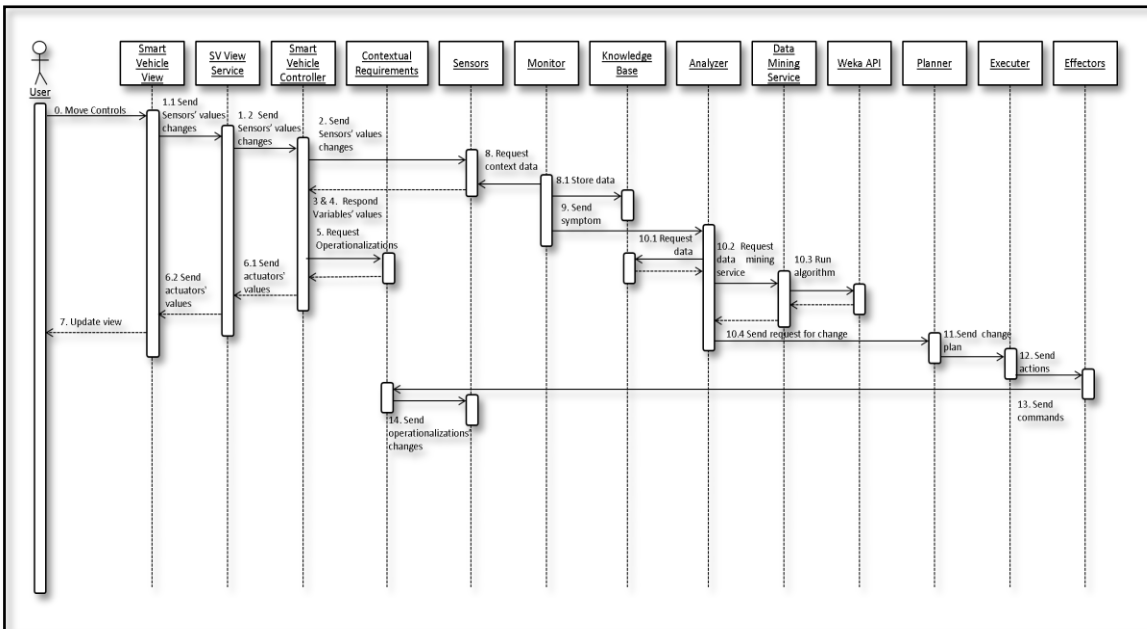 Smart
Vehicle
View
SV View
Service
Smart
Vehicle
Controller
Contextual
Requirements
Sensors
Monitor
Knowledge
Base
Analyzer
Data
Mining
Service
Weka API
Planner
Executer
Effectors
User
0. Move Controls
1.1 Send
Sensors' values
changes
1. 2 Send
Sensors' values
changes
2. Send
Sensors' values
changes
8. Request
context data
8.1 Store data
3 & 4. Respond
Variables' values
9. Send
symptom
5. Request
Operationalizations
10.1 Request
data
10.2 Request
data mining
service
10.3 Run
algorithm
6.1 Send
actuators'
values
6.2 Send
actuators'
values
7. Update view
10.4 Send request for change
11.Send change
plan
12. Send
actions
13. Send
commands
14. Send
operationalizations'
changes